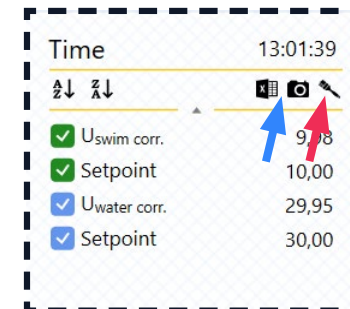 Time 13:01:39
A Z↓ Z A↓
Uswim corr. 9,98
Setpoint 10,00
Uwater corr. 29,95
Setpoint 30,00